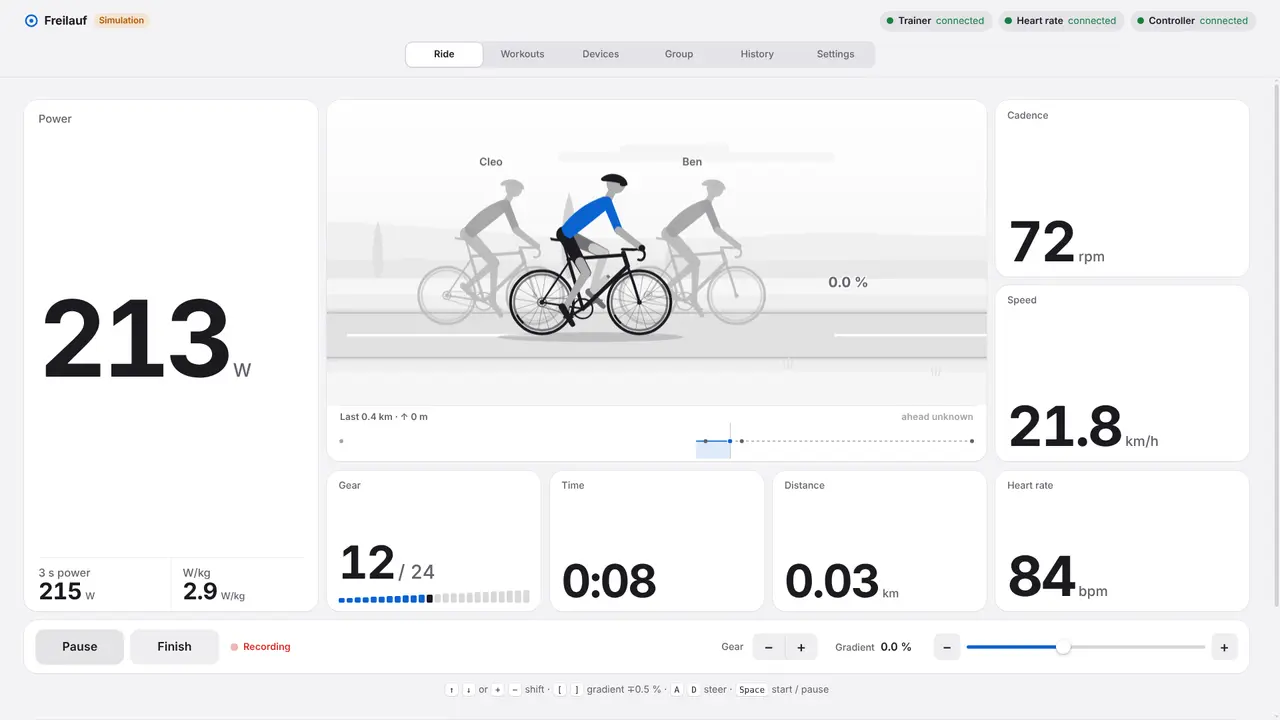 Freilauf Simulation
Trainer connected Heart rate connected Controller connected
Ride Workouts Devices Group History Settings
Power
213 W
3 s power
215 W
W/kg
2.9 W/kg
Cleo Ben
0.0 %
Last 0.4 km · ↑ 0 m
ahead unknown
Cadence
72 rpm
Speed
21.8 km/h
Gear
12 / 24
Time
0:08
Distance
0.03 km
Heart rate
84 bpm
Pause Finish Recording
Gear − + Gradient 0.0 % − +
↑ ↓ or + − shift · [ ] gradient ∓0.5 % · A D steer · Space start / pause